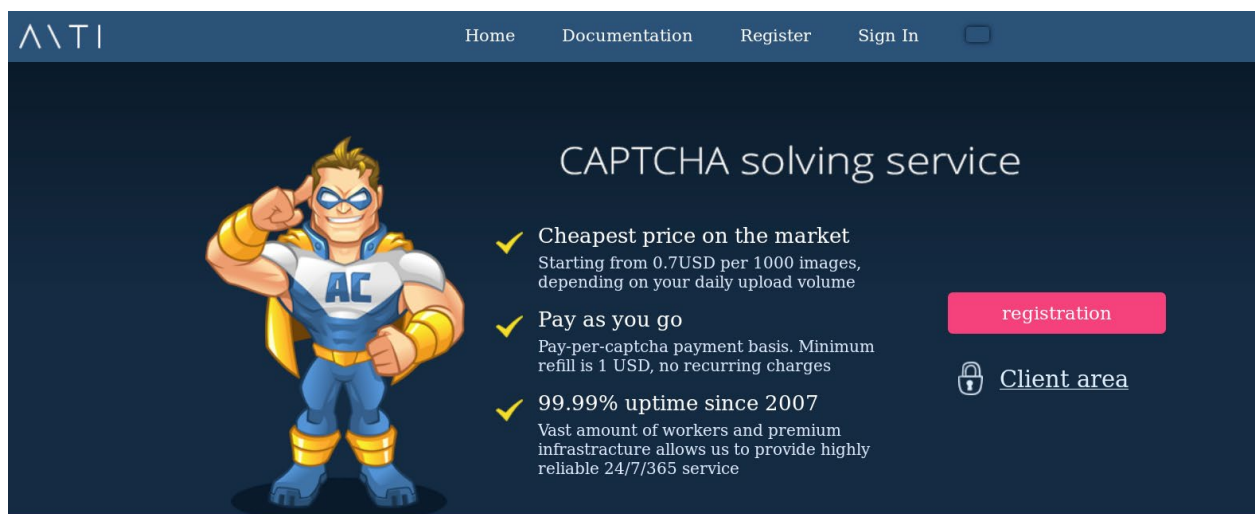 ANTI
Home Documentation Register Sign In
CAPTCHA solving service
Cheapest price on the market
Starting from 0.7USD per 1000 images,
depending on your daily upload volume
Pay as you go
Pay-per-captcha payment basis. Minimum
refill is 1 USD, no recurring charges
99.99% uptime since 2007
Vast amount of workers and premium
infrastracture allows us to provide highly
reliable 24/7/365 service
AC
registration
Client area